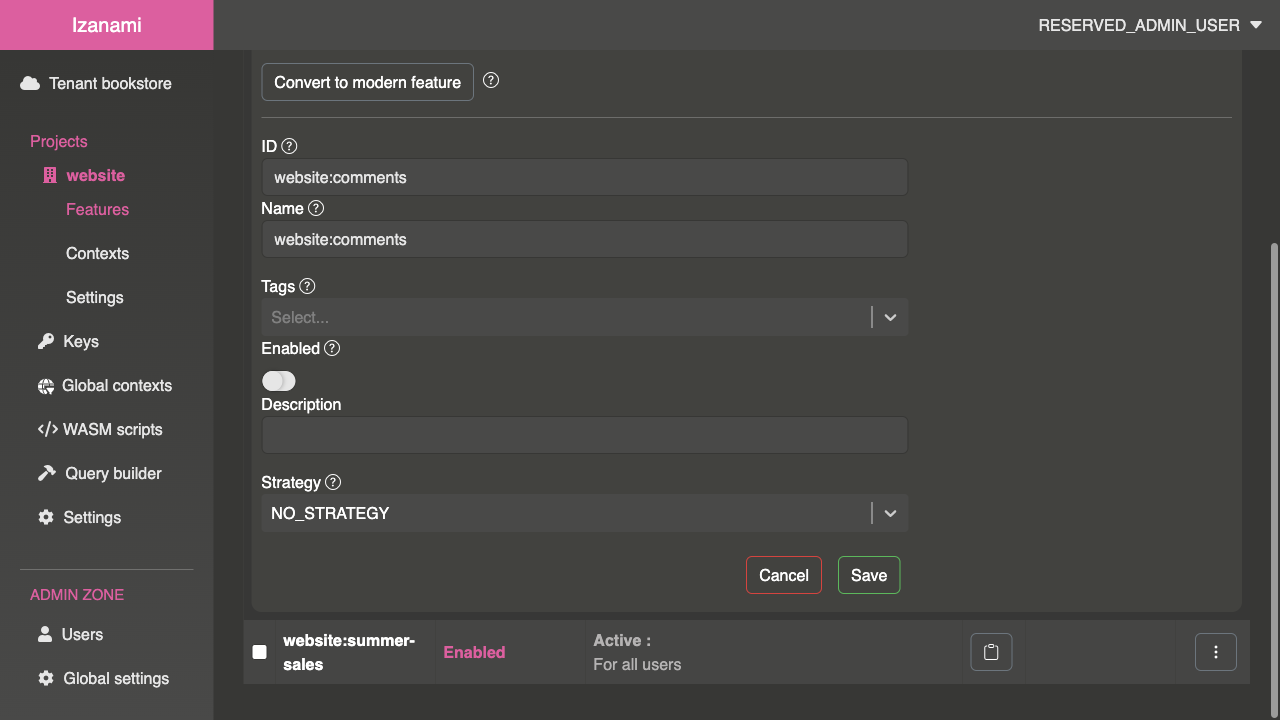 Izanami
RESERVED_ADMIN_USER
Tenant bookstore
Projects
website
Features
Contexts
Settings
Keys
Global contexts
WASM scripts
Query builder
Settings
ADMIN ZONE
Users
Global settings
Convert to modern feature
ID
website:comments
Name
website:comments
Tags
Select...
Enabled
Description
Strategy
NO_STRATEGY
Cancel Save
website:summer-
sales
Enabled
Active :
For all users